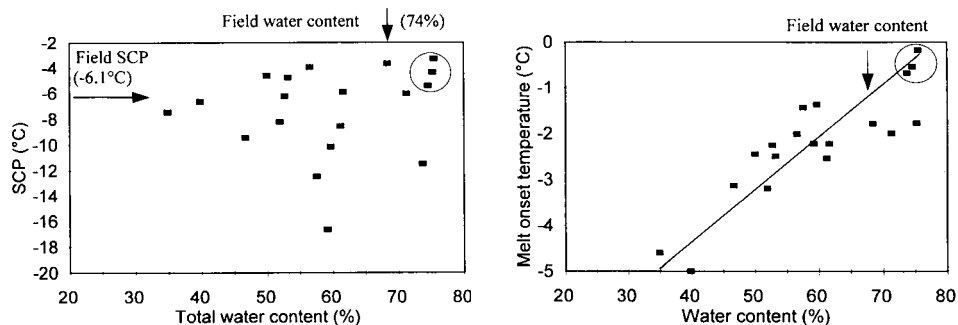 Field water content (74%)
Field SCP
(-6.1°C)
SCP (°C)
-2
-4
-6
-8
-10
-12
-14
-16
-18
-20
20 30 40 50 60 70 80
Total water content (%)
Field water content
Melt onset temperature (°C)
0
-1
-2
-3
-4
-5
20 30 40 50 60 70 80
Water content (%)